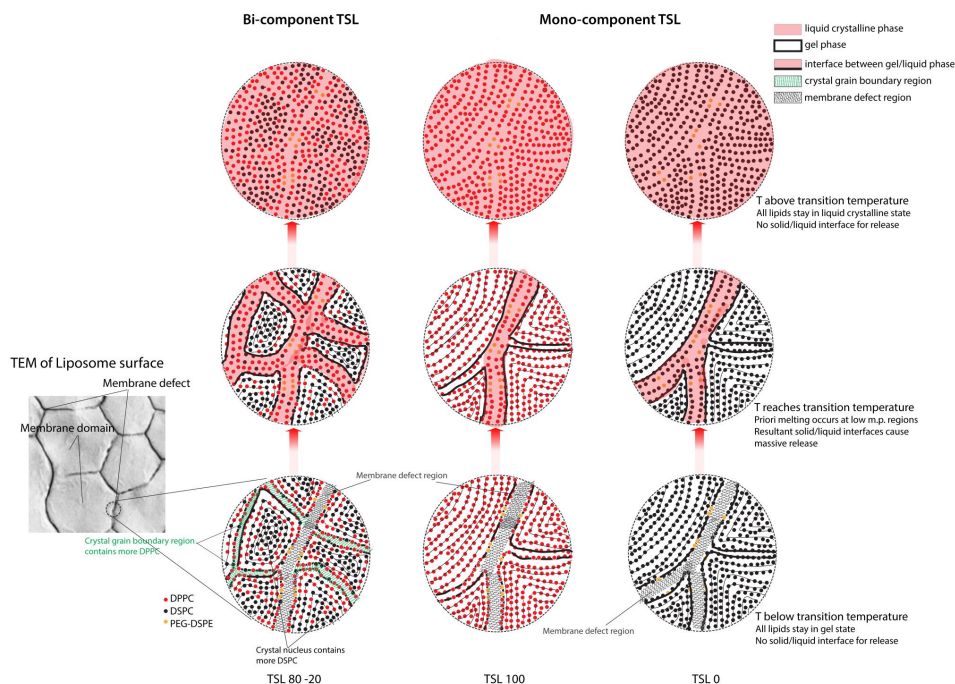 Bi-component TSL
Mono-component TSL
liquid crystalline phase
gel phase
interface between gel/liquid phase
crystal grain boundary region
membrane defect region
T above transition temperature
All lipids stay in liquid crystalline state
No solid/liquid interface for release
TEM of Liposome surface
Membrane defect
Membrane domain
T reaches transition temperature
Priori melting occurs at low m.p. regions
Resultant solid/liquid interfaces cause
massive release
Membrane defect region
Crystal grain boundary region
contains more DPPC
DPPC
DSPC
PEG-DSPE
Crystal nucleus contains
more DSPC
Membrane defect region
T below transition temperature
All lipids stay in gel state
No solid/liquid interface for release
TSL 80 -20
TSL 100
TSL 0